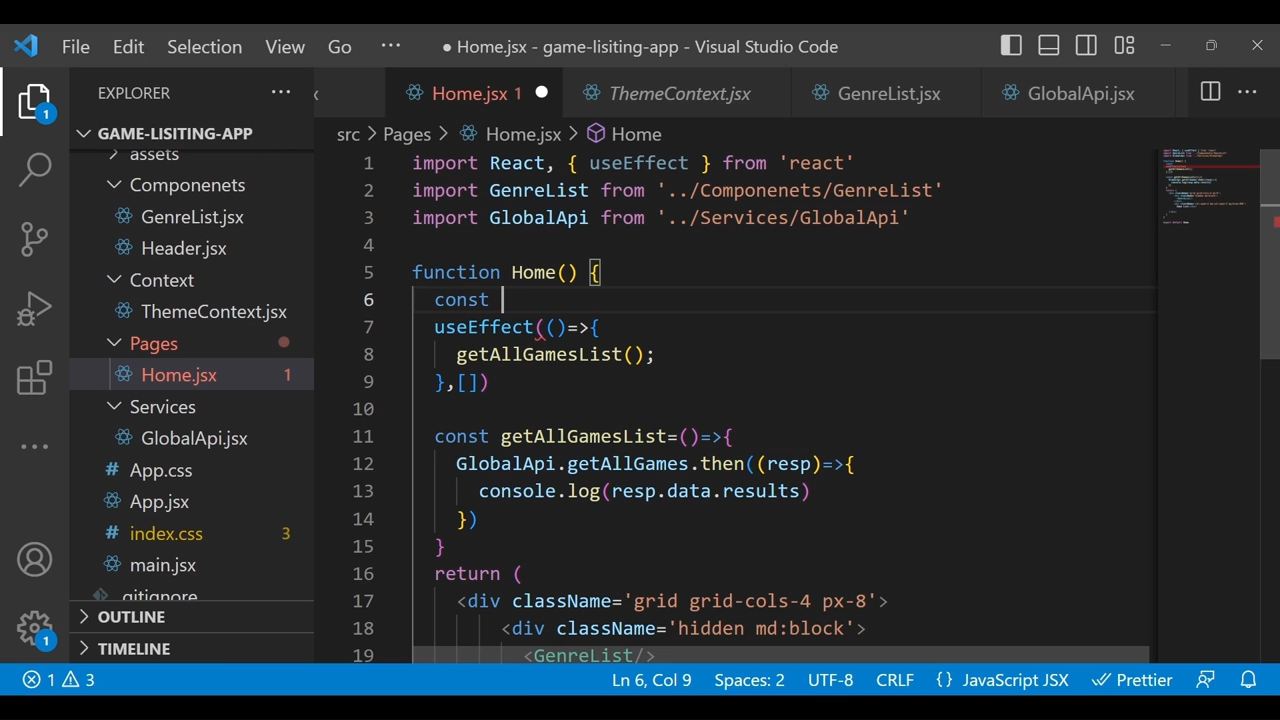 File Edit Selection View Go ··· ● Home.jsx - game-lisiting-app - Visual Studio Code
1
EXPLORER ···
x Home.jsx 1 ● ThemeContext.jsx GenreList.jsx GlobalApi.jsx ···
GAME-LISITING-APP
assets
Componenets
GenreList.jsx
Header.jsx
Context
ThemeContext.jsx
Pages
Home.jsx 1
Services
GlobalApi.jsx
# App.css
App.jsx
# index.css 3
main.jsx
.gitignore
OUTLINE
TIMELINE
1
src > Pages > Home.jsx > Home
1 import React, { useEffect } from 'react'
2 import GenreList from '../Componenets/GenreList'
3 import GlobalApi from '../Services/GlobalApi'
4
5 function Home() {
6 const
7 useEffect(()=>{
8 getAllGamesList();
9 },[])
10
11 const getAllGamesList=()=>{
12 GlobalApi.getAllGames.then((resp)=>{
13 console.log(resp.data.results)
14 })
15 }
16 return (
17 <div className='grid grid-cols-4 px-8'>
18 <div className='hidden md:block'>
19 <GenreList/>
1 3 Ln 6, Col 9 Spaces: 2 UTF-8 CRLF {} JavaScript JSX Prettier